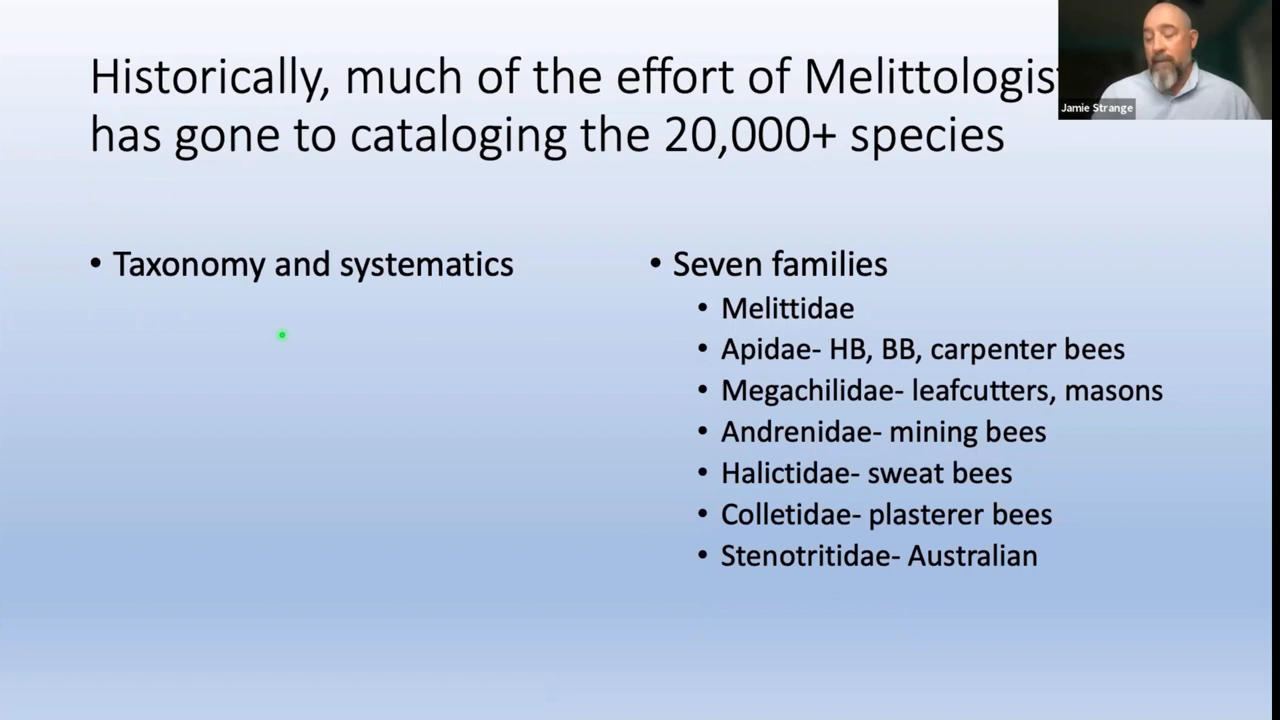 Historically, much of the effort of Melittologist
has gone to cataloging the 20,000+ species
Jamie Strange
• Taxonomy and systematics
• Seven families
• Melittidae
• Apidae- HB, BB, carpenter bees
• Megachilidae- leafcutters, masons
• Andrenidae- mining bees
• Halictidae- sweat bees
• Colletidae- plasterer bees
• Stenotritidae- Australian